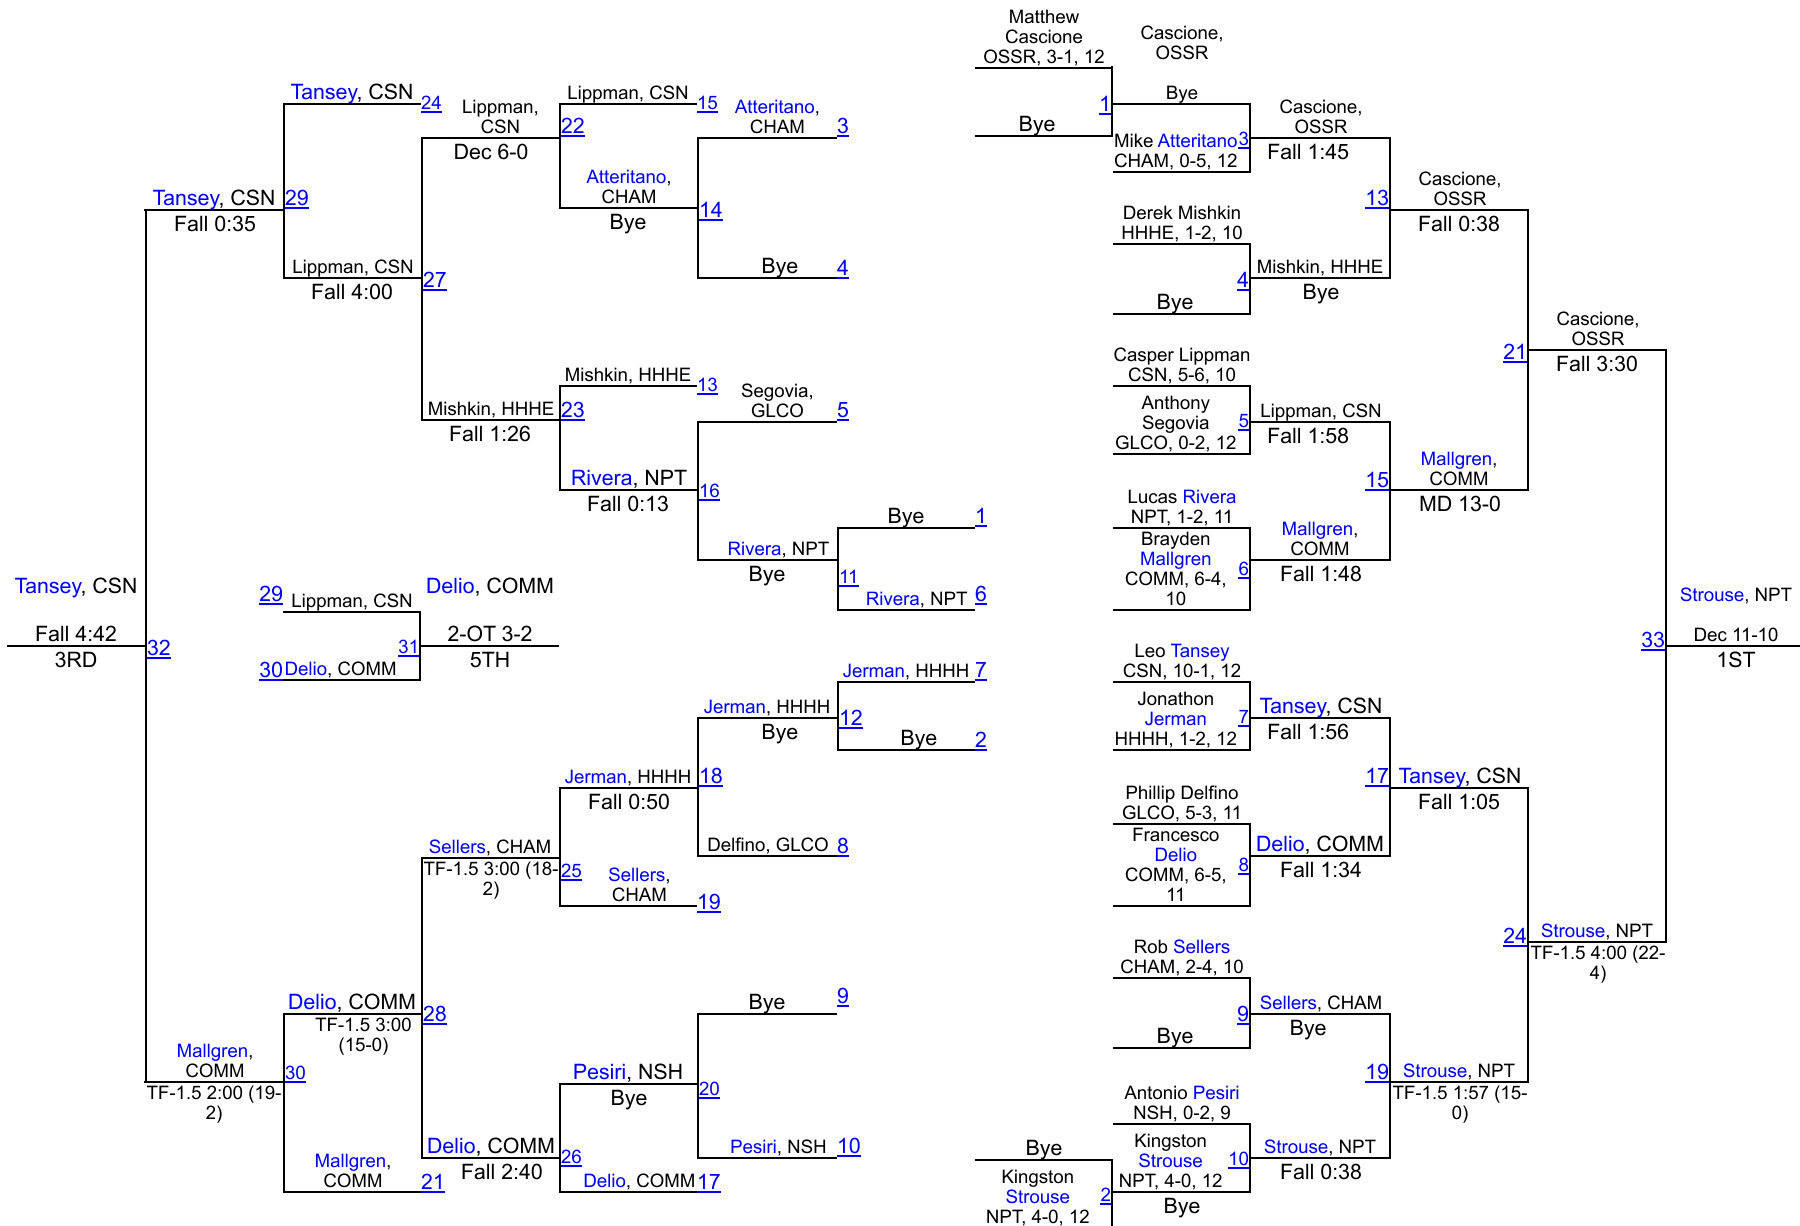 Matthew
Cascione
OSSR, 3-1, 12
Bye
1
Cascione,
OSSR
Bye
Mike Atteritano
CHAM, 0-5, 12
3
Cascione,
OSSR
Fall 1:45
Derek Mishkin
HHHE, 1-2, 10
Bye
4
Mishkin, HHHE
Bye
13
Cascione,
OSSR
Fall 0:38
Casper Lippman
CSN, 5-6, 10
Anthony
Segovia
GLCO, 0-2, 12
5
Lippman, CSN
Fall 1:58
Lucas Rivera
NPT, 1-2, 11
Brayden
Mallgren
COMM, 6-4,
10
6
Mallgren,
COMM
Fall 1:48
15
Mallgren,
COMM
MD 13-0
21
Cascione,
OSSR
Fall 3:30
Leo Tansey
CSN, 10-1, 12
Jonathon
Jerman
HHHH, 1-2, 12
7
Tansey, CSN
Fall 1:56
Phillip Delfino
GLCO, 5-3, 11
Francesco
Delio
COMM, 6-5,
11
8
Delio, COMM
Fall 1:34
17
Tansey, CSN
Fall 1:05
Rob Sellers
CHAM, 2-4, 10
Bye
9
Sellers, CHAM
Bye
Antonio Pesiri
NSH, 0-2, 9
Kingston
Strouse
NPT, 4-0, 12
Bye
10
Strouse, NPT
Fall 0:38
Bye
Kingston
Strouse
NPT, 4-0, 12
2
19
Strouse, NPT
TF-1.5 1:57 (15-
0)
24
Strouse, NPT
TF-1.5 4:00 (22-
4)
33
Strouse, NPT
Dec 11-10
1ST
Tansey, CSN
24
Lippman,
CSN
Dec 6-0
Lippman, CSN
15
22
Atteritano,
CHAM
3
Atteritano,
CHAM
Bye
14
Bye
4
Tansey, CSN
Fall 0:35
29
Lippman, CSN
Fall 4:00
27
Mishkin, HHHE
13
Mishkin, HHHE
Fall 1:26
23
Segovia,
GLCO
5
Rivera, NPT
Fall 0:13
16
Bye
1
Rivera, NPT
Bye
11
Rivera, NPT
6
Tansey, CSN
Fall 4:42
3RD
32
29
Lippman, CSN
30
Delio, COMM
31
Delio, COMM
2-OT 3-2
5TH
Jerman, HHHH
7
Jerman, HHHH
Bye
12
Bye
2
Jerman, HHHH
Fall 0:50
18
Delfino, GLCO
8
Sellers, CHAM
TF-1.5 3:00 (18-
2)
25
Sellers,
CHAM
19
Delio, COMM
TF-1.5 3:00
(15-0)
28
Bye
9
Mallgren,
COMM
TF-1.5 2:00 (19-
2)
30
Pesiri, NSH
Bye
20
Pesiri, NSH
10
Delio, COMM
Fall 2:40
26
Delio, COMM
17
Mallgren,
COMM
21